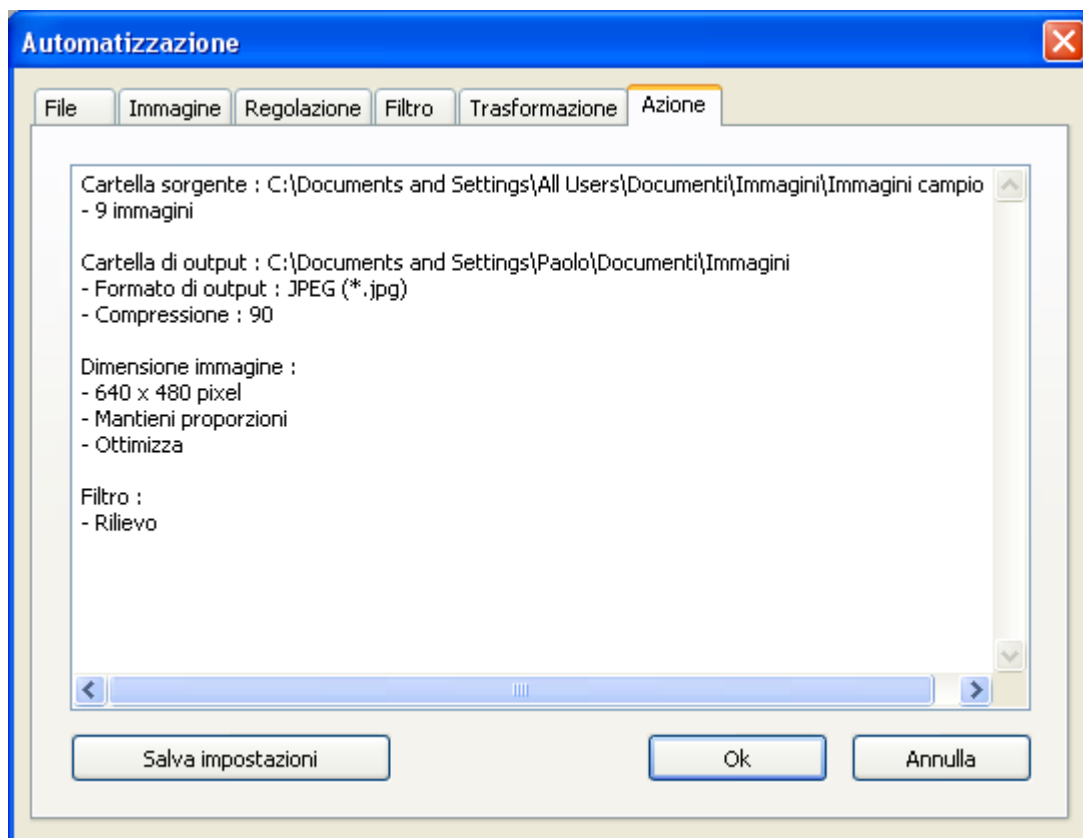 Automatizzazione
File Immagine Regolazione Filtro Trasformazione Azione
Cartella sorgente : C:\Documents and Settings\All Users\Documenti\Immagini\Immagini campio
- 9 immagini
Cartella di output : C:\Documents and Settings\Paolo\Documenti\Immagini
- Formato di output : JPEG (*.jpg)
- Compressione : 90
Dimensione immagine :
- 640 x 480 pixel
- Mantieni proporzioni
- Ottimizza
Filtro :
- Rilievo
Salva impostazioni Ok Annulla